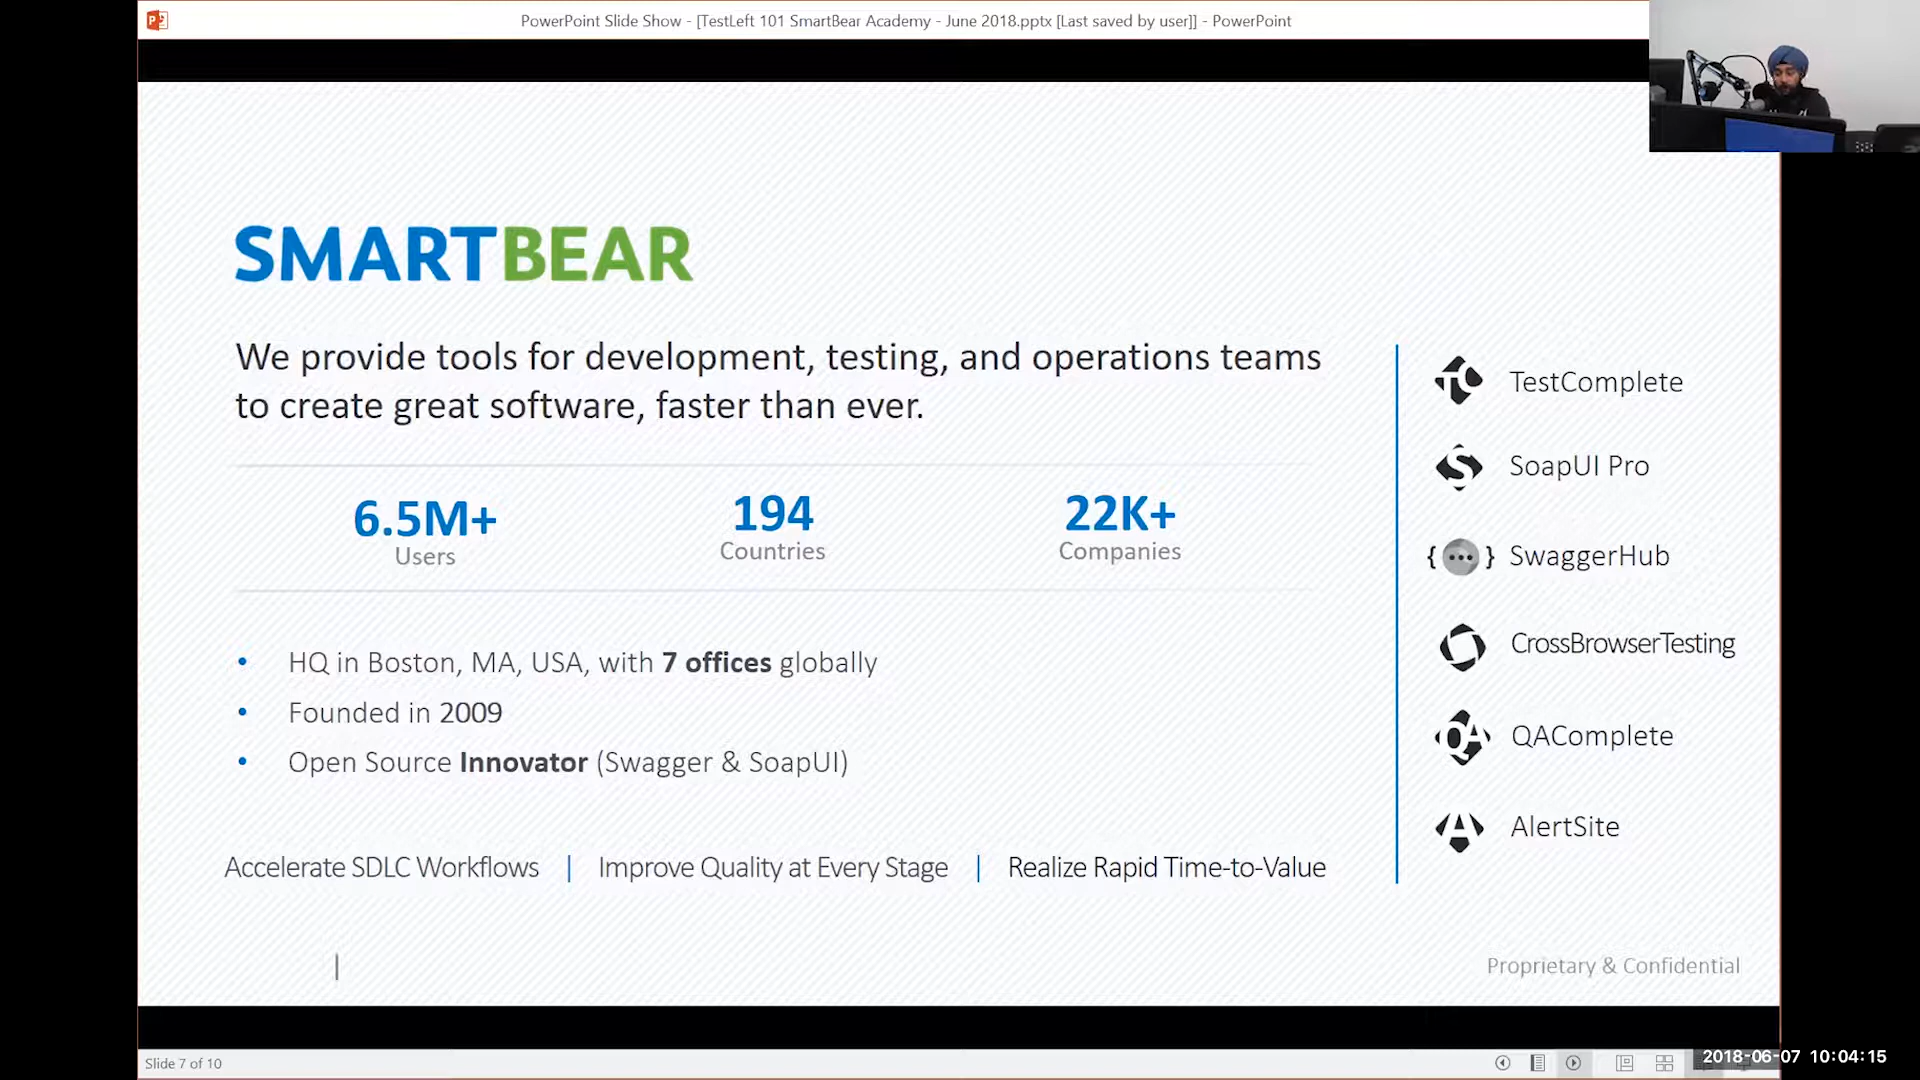 PowerPoint Slide Show - [TestLeft 101 SmartBear Academy - June 2018.pptx [Last saved by user]] - PowerPoint
SMARTBEAR
We provide tools for development, testing, and operations teams
to create great software, faster than ever.
6.5M+
Users
194
Countries
22K+
Companies
• HQ in Boston, MA, USA, with 7 offices globally
• Founded in 2009
• Open Source Innovator (Swagger & SoapUI)
Accelerate SDLC Workflows | Improve Quality at Every Stage | Realize Rapid Time-to-Value
TestComplete
SoapUI Pro
SwaggerHub
CrossBrowserTesting
QAComplete
AlertSite
Proprietary & Confidential
Slide 7 of 10
2018-06-07 10:04:15